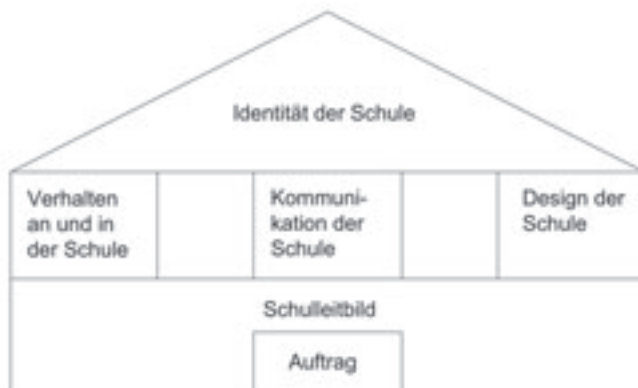 Identität der Schule
Verhalten
an und in
der Schule
Kommuni-
kation der
Schule
Design der
Schule
Schulleitbild
Auftrag